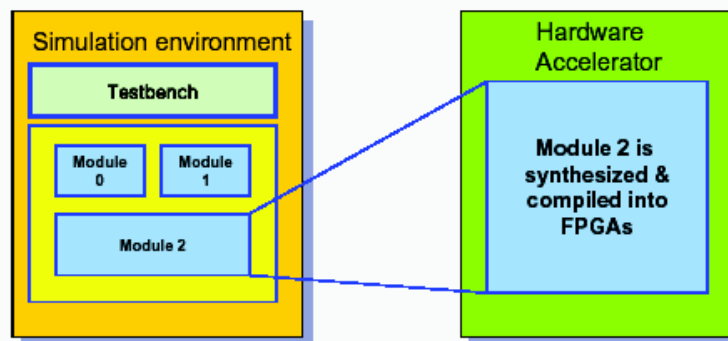 Simulation environment
Testbench
Module
0
Module
1
Module 2
Hardware
Accelerator
Module 2 is
synthesized &
compiled into
FPGAs